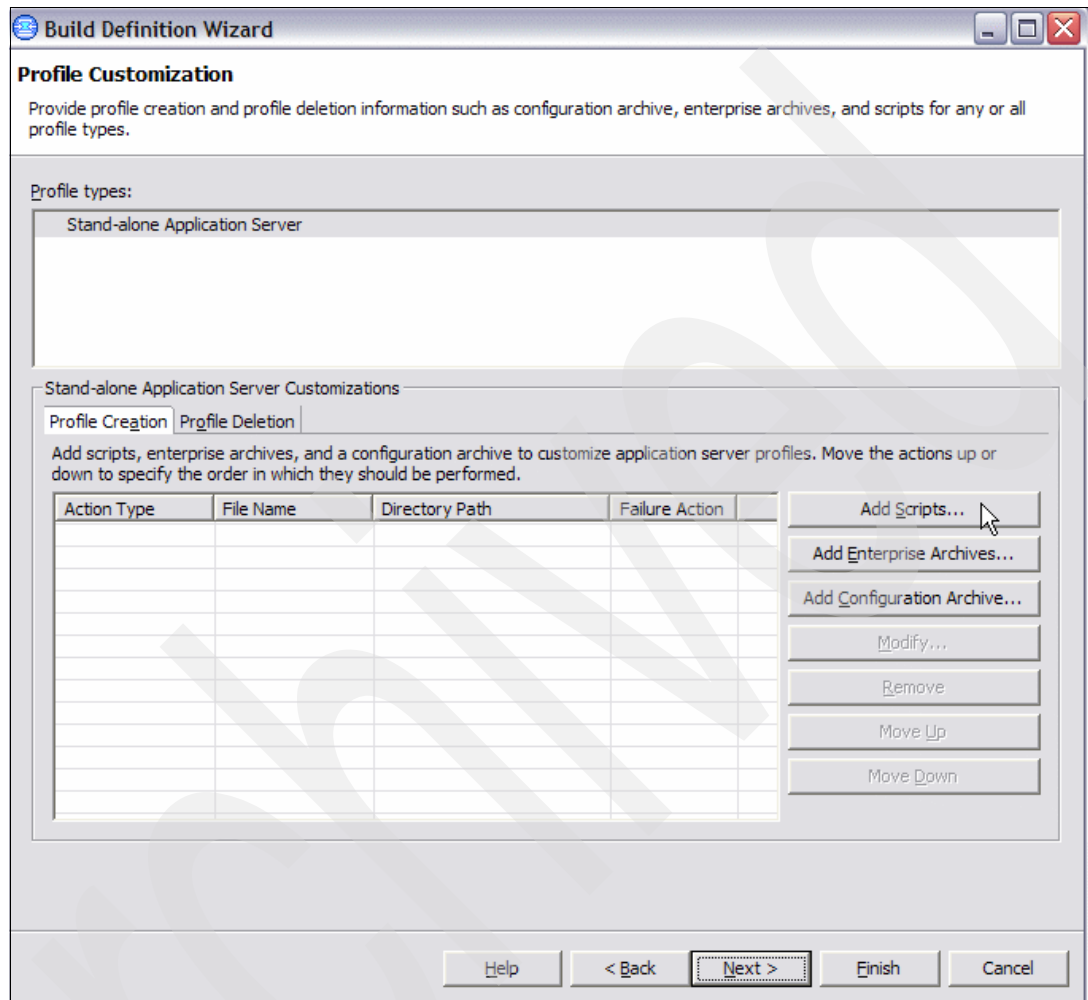 Build Definition Wizard
Profile Customization
Provide profile creation and profile deletion information such as configuration archive, enterprise archives, and scripts for any or all
profile types.
Profile types:
Stand-alone Application Server
Stand-alone Application Server Customizations
Profile Creation Profile Deletion
Add scripts, enterprise archives, and a configuration archive to customize application server profiles. Move the actions up or
down to specify the order in which they should be performed.
Action Type File Name Directory Path Failure Action
Add Scripts...
Add Enterprise Archives...
Add Configuration Archive...
Modify...
Remove
Move Up
Move Down
Help < Back Next > Finish Cancel